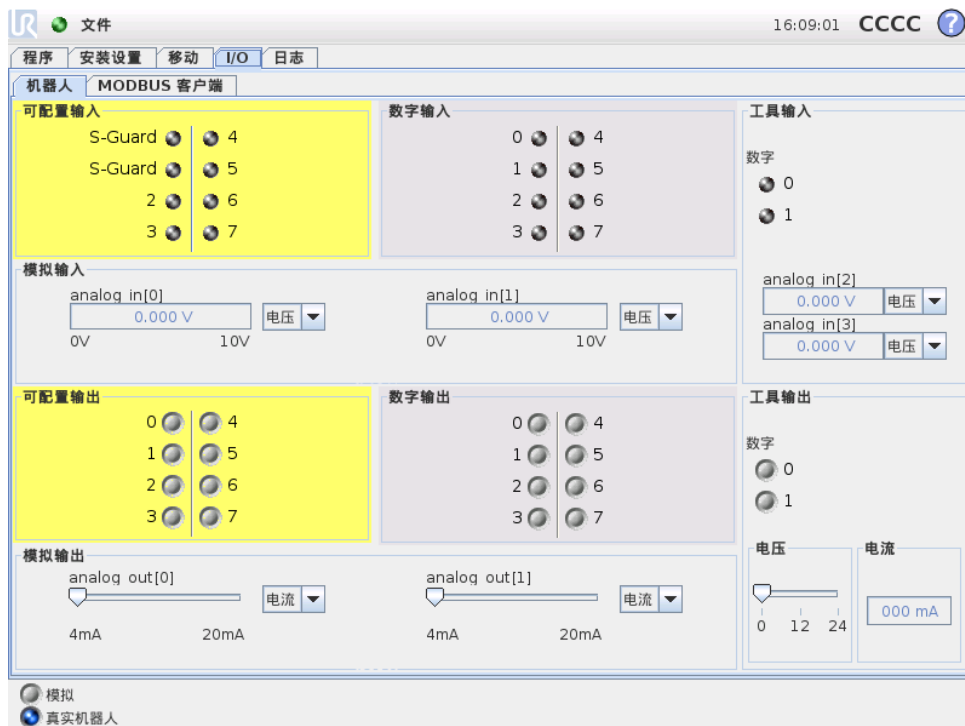 UR 文件 16:09:01 CCCC ?
程序 安装设置 移动 I/O 日志
机器人 MODBUS 客户端
可配置输入
S-Guard 4
S-Guard 5
2 6
3 7
数字输入
0 4
1 5
2 6
3 7
工具输入
数字
0
1
analog in[2]
0.000 V 电压
analog in[3]
0.000 V 电压
模拟输入
analog in[0]
0.000 V 电压
0V 10V
analog in[1]
0.000 V 电压
0V 10V
可配置输出
0 4
1 5
2 6
3 7
数字输出
0 4
1 5
2 6
3 7
工具输出
数字
0
1
电压
0 12 24
电流
000 mA
模拟输出
analog out[0]
电流
4mA 20mA
analog out[1]
电流
4mA 20mA
模拟
真实机器人